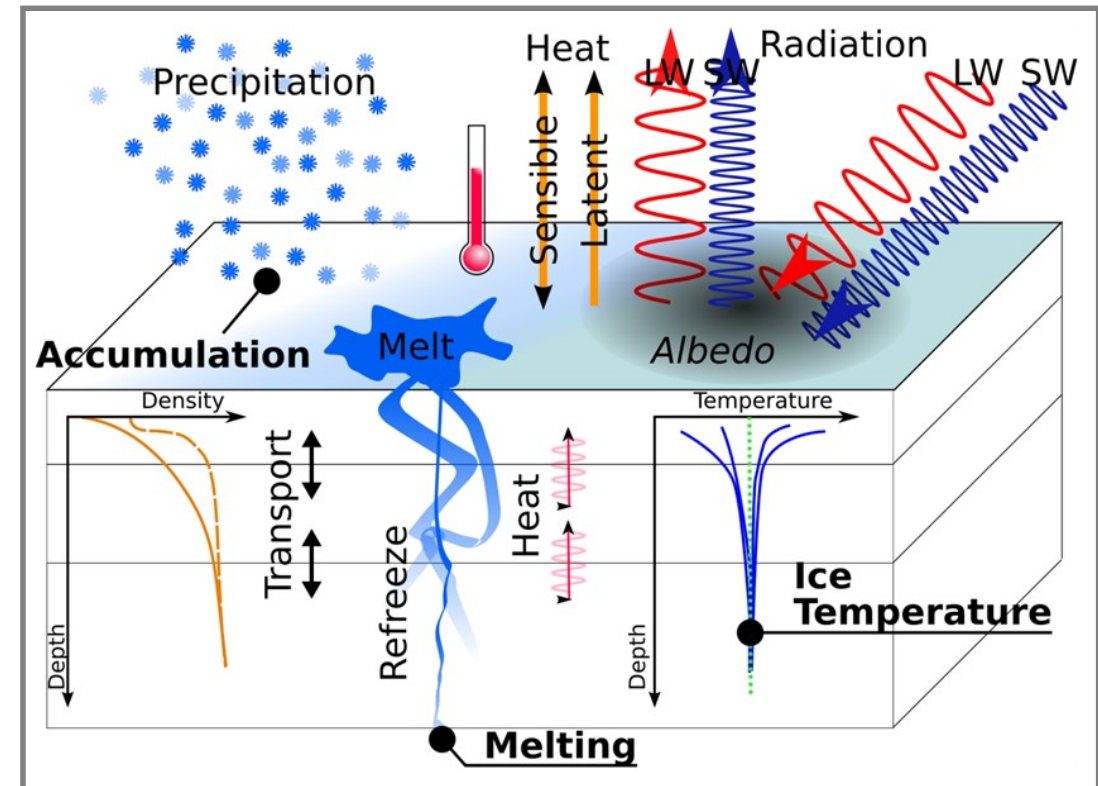 Precipitation
Heat
Radiation
LW SW
LW SW
Sensible
Latent
Accumulation
Melt
Albedo
Density
Depth
Transport
Refreeze
Heat
Temperature
Depth
Ice
Temperature
Melting